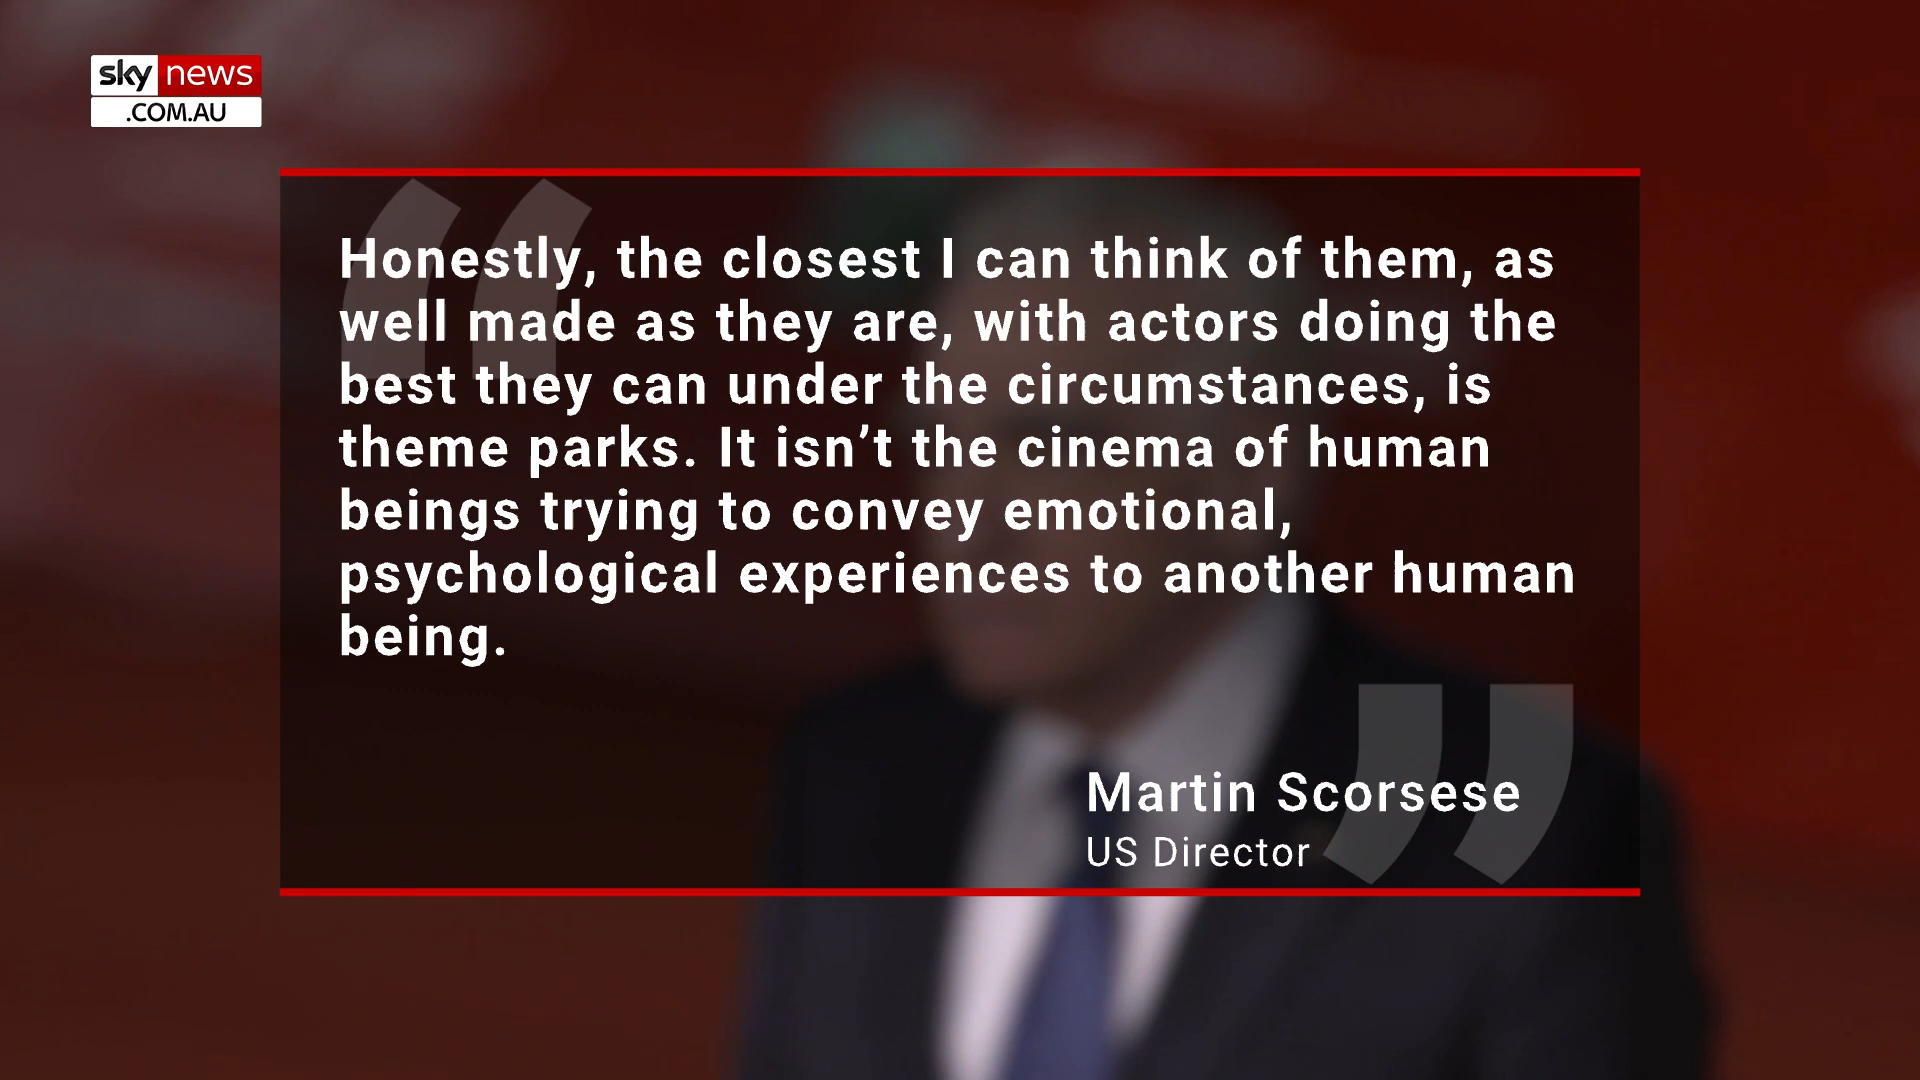 sky news
.COM.AU
Honestly, the closest I can think of them, as
well made as they are, with actors doing the
best they can under the circumstances, is
theme parks. It isn’t the cinema of human
beings trying to convey emotional,
psychological experiences to another human
being.
Martin Scorsese
US Director